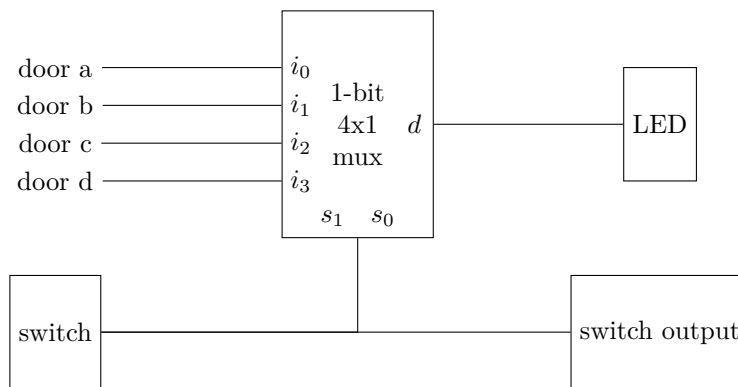 door a
door b
door c
door d
i₀
i₁
i₂
i₃
1-bit
4x1
mux
d
s₁ s₀
LED
switch
switch output